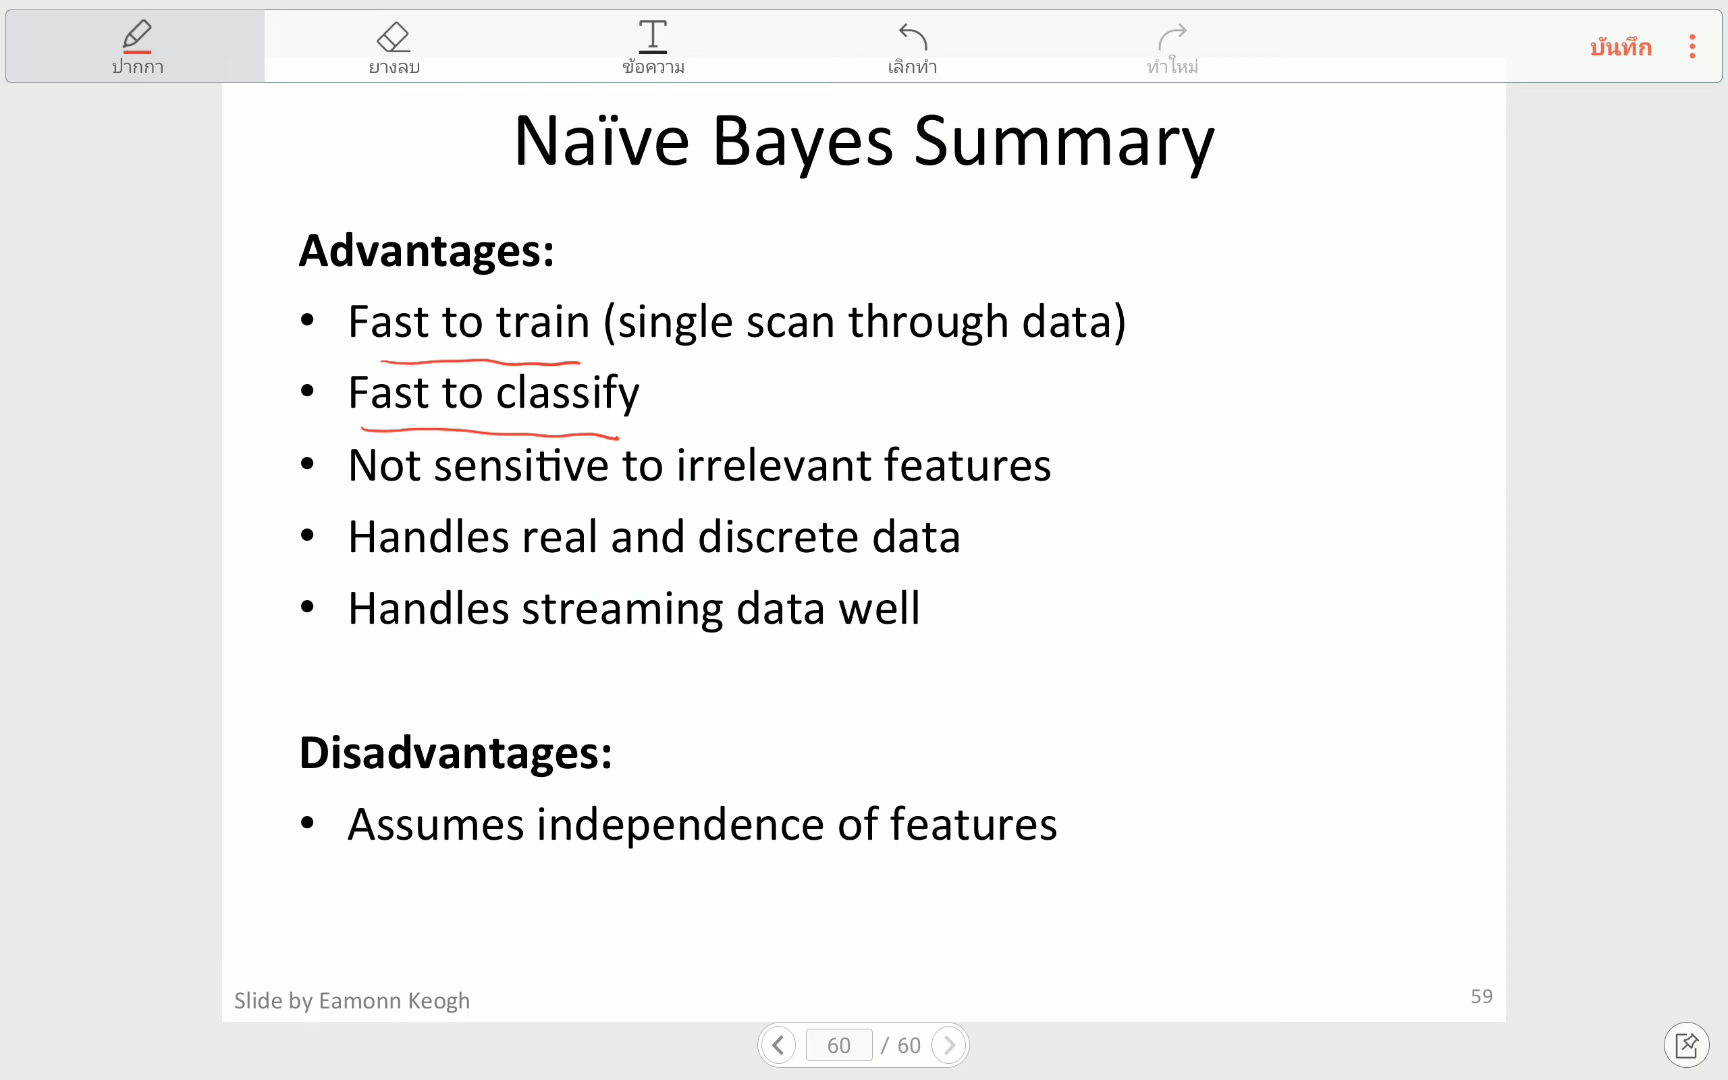 ปากกา
ยางลบ
ข้อความ
เลิกทำ
ทำใหม่
บันทึก
Naïve Bayes Summary
Advantages:
• Fast to train (single scan through data)
• Fast to classify
• Not sensitive to irrelevant features
• Handles real and discrete data
• Handles streaming data well
Disadvantages:
• Assumes independence of features
Slide by Eamonn Keogh
59
60 / 60